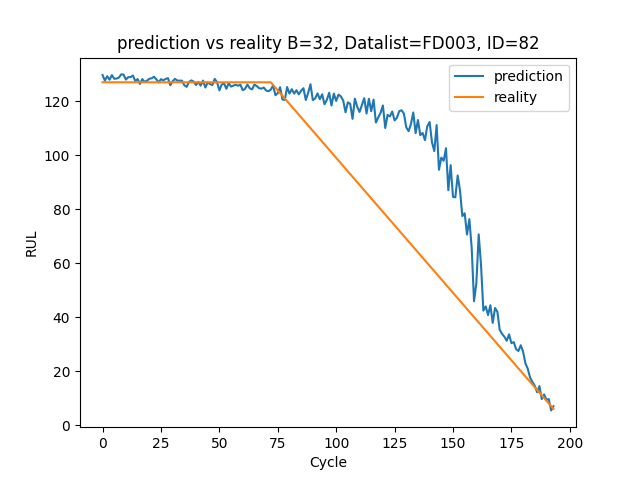 prediction vs reality B=32, Datalist=FD003, ID=82
prediction
reality
RUL
120
100
80
60
40
20
0
0 25 50 75 100 125 150 175 200
Cycle